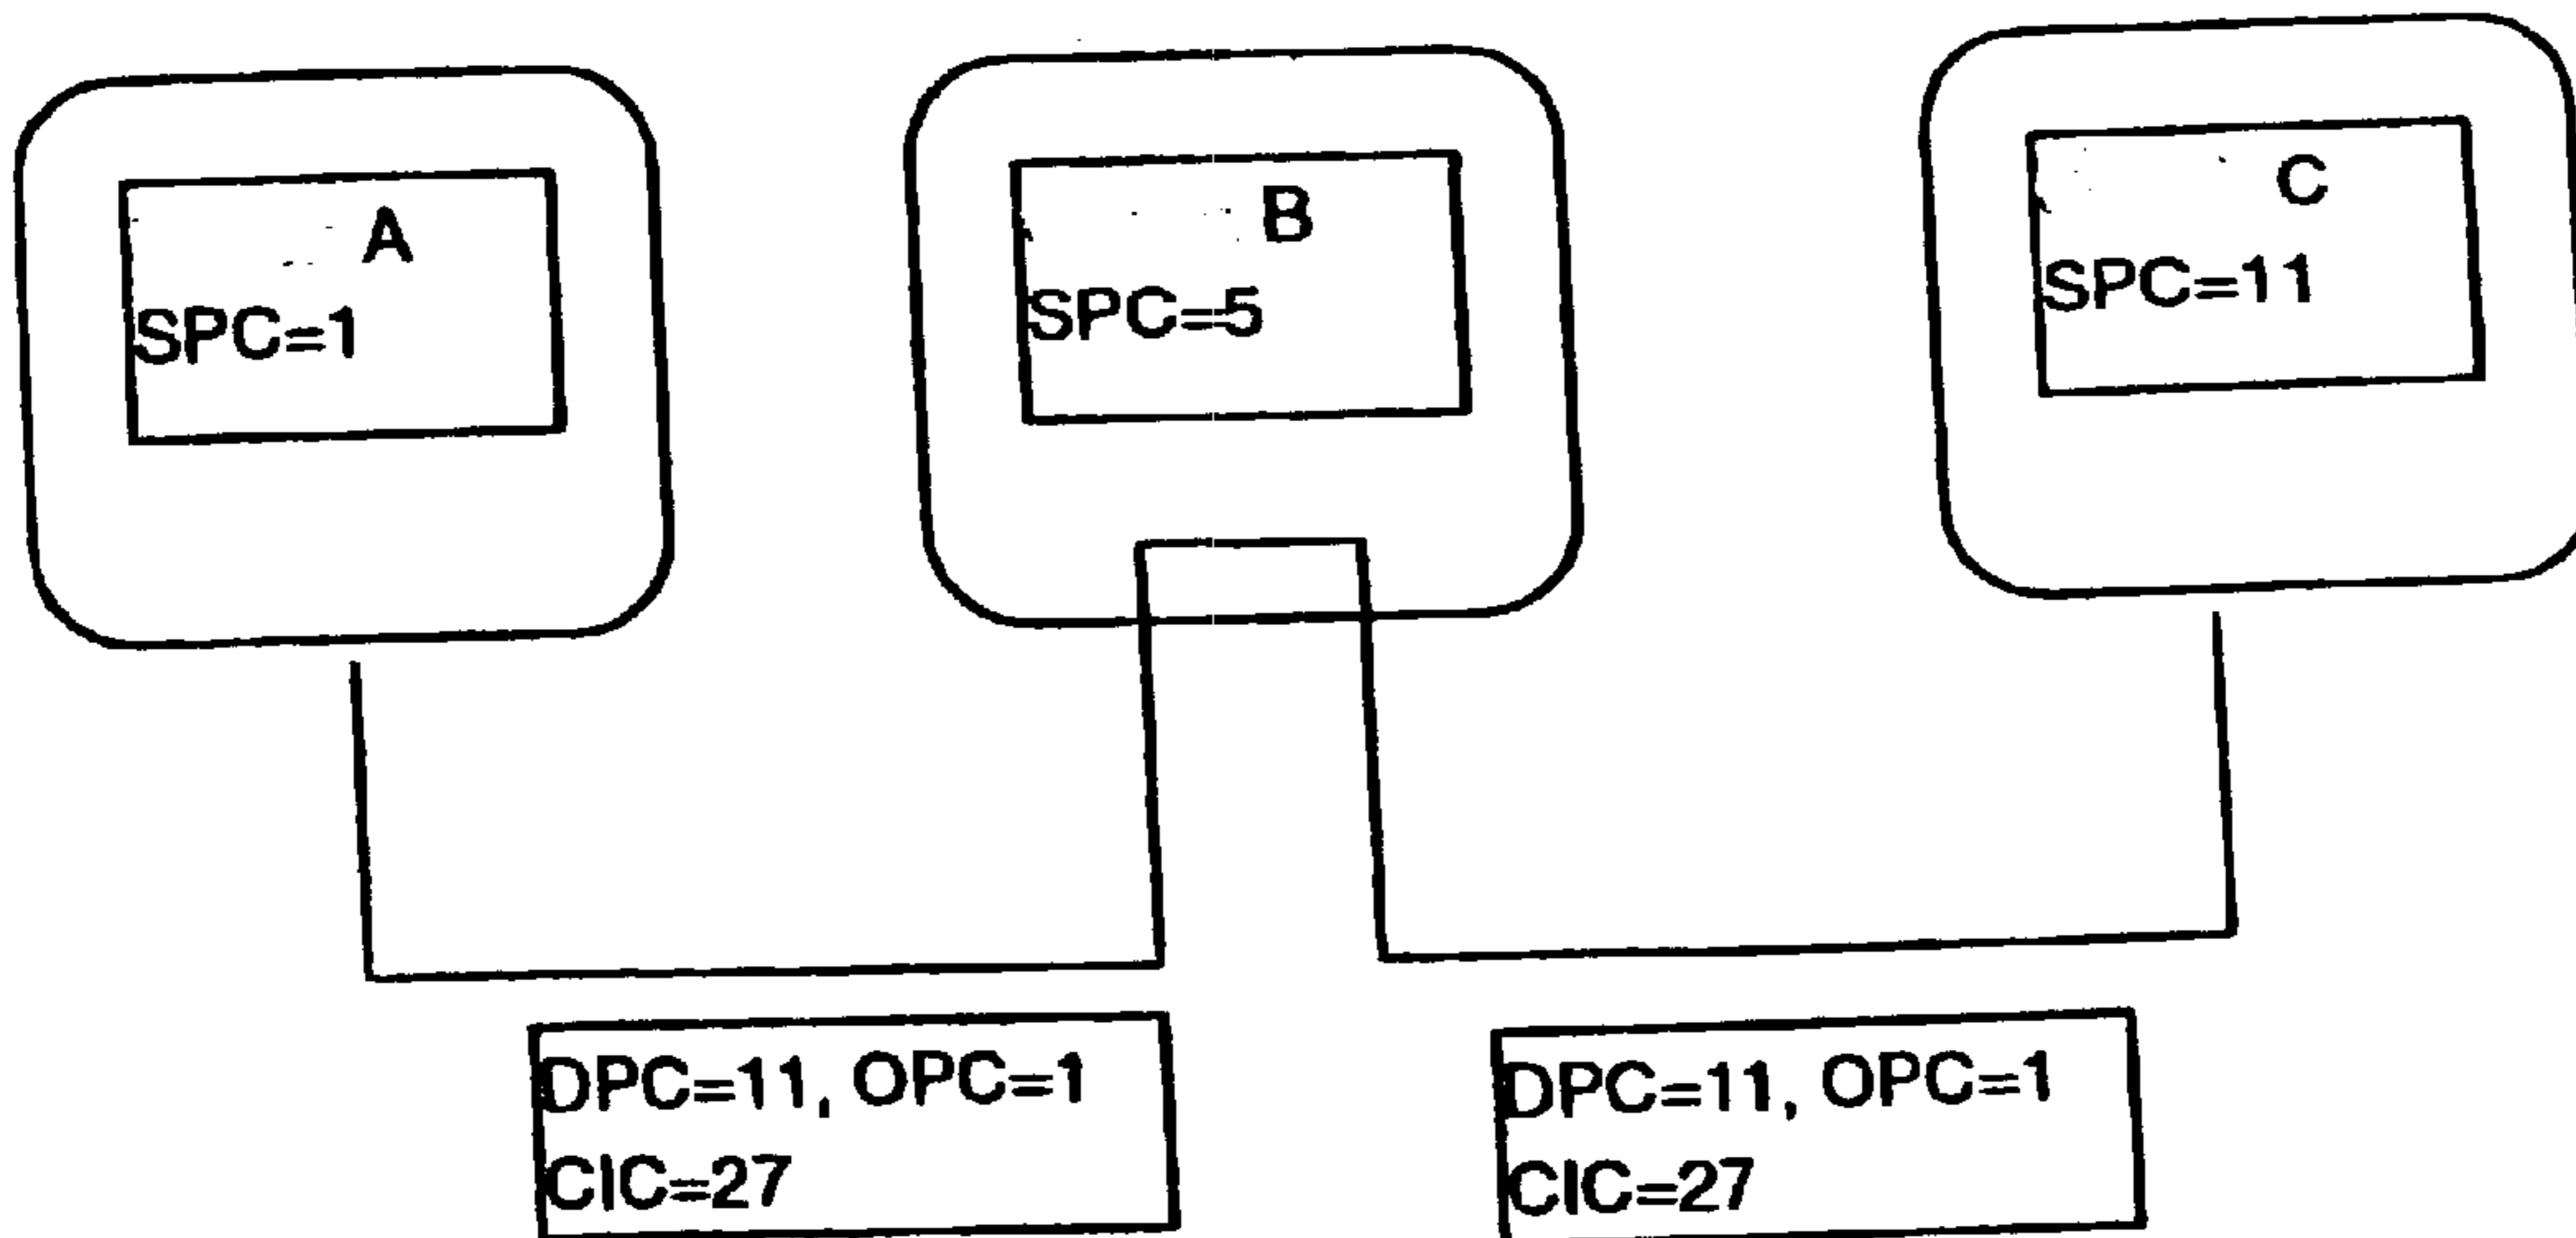 A
SPC=1
B
SPC=5
C
SPC=11
DPC=11, OPC=1
CIC=27
DPC=11, OPC=1
CIC=27